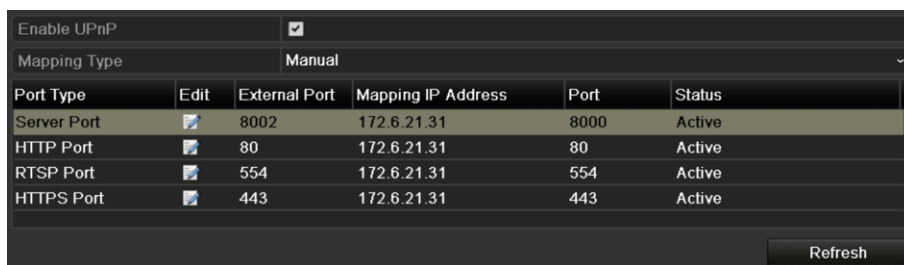 Enable UPnP
Mapping Type Manual
Port Type Edit External Port Mapping IP Address Port Status
Server Port 8002 172.6.21.31 8000 Active
HTTP Port 80 172.6.21.31 80 Active
RTSP Port 554 172.6.21.31 554 Active
HTTPS Port 443 172.6.21.31 443 Active
Refresh